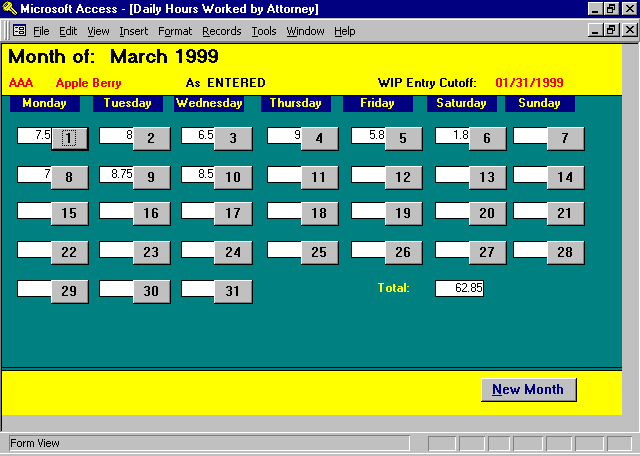 Microsoft Access - [Daily Hours Worked by Attorney]
File Edit View Insert Format Records Tools Window Help
Month of: March 1999
AAA Apple Berry As ENTERED WIP Entry Cutoff: 01/31/1999
Monday Tuesday Wednesday Thursday Friday Saturday Sunday
7.5 1 8 2 6.5 3 9 4 5.8 5 1.8 6 7
7 8 8.75 9 8.5 10 11 12 13 14
15 16 17 18 19 20 21
22 23 24 25 26 27 28
29 30 31 Total: 62.85
New Month
Form View